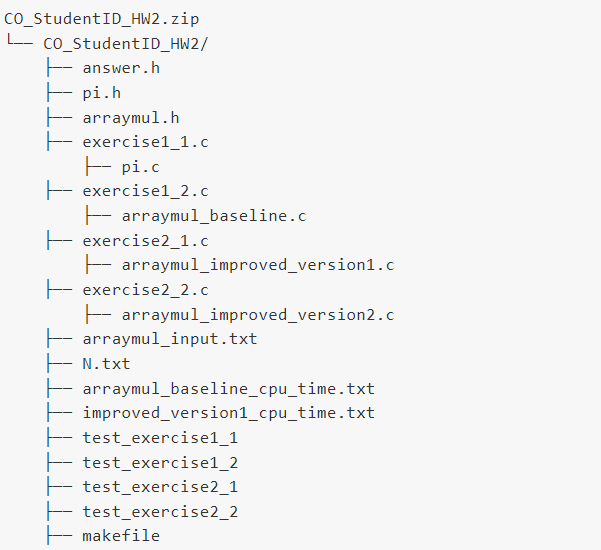 CO_StudentID_HW2.zip
└── CO_StudentID_HW2/
├── answer.h
├── pi.h
├── arraymul.h
├── exercise1_1.c
├── pi.c
├── exercise1_2.c
├── arraymul_baseline.c
├── exercise2_1.c
├── arraymul_improved_version1.c
├── exercise2_2.c
├── arraymul_improved_version2.c
├── arraymul_input.txt
├── N.txt
├── arraymul_baseline_cpu_time.txt
├── improved_version1_cpu_time.txt
├── test_exercise1_1
├── test_exercise1_2
├── test_exercise2_1
├── test_exercise2_2
├── makefile